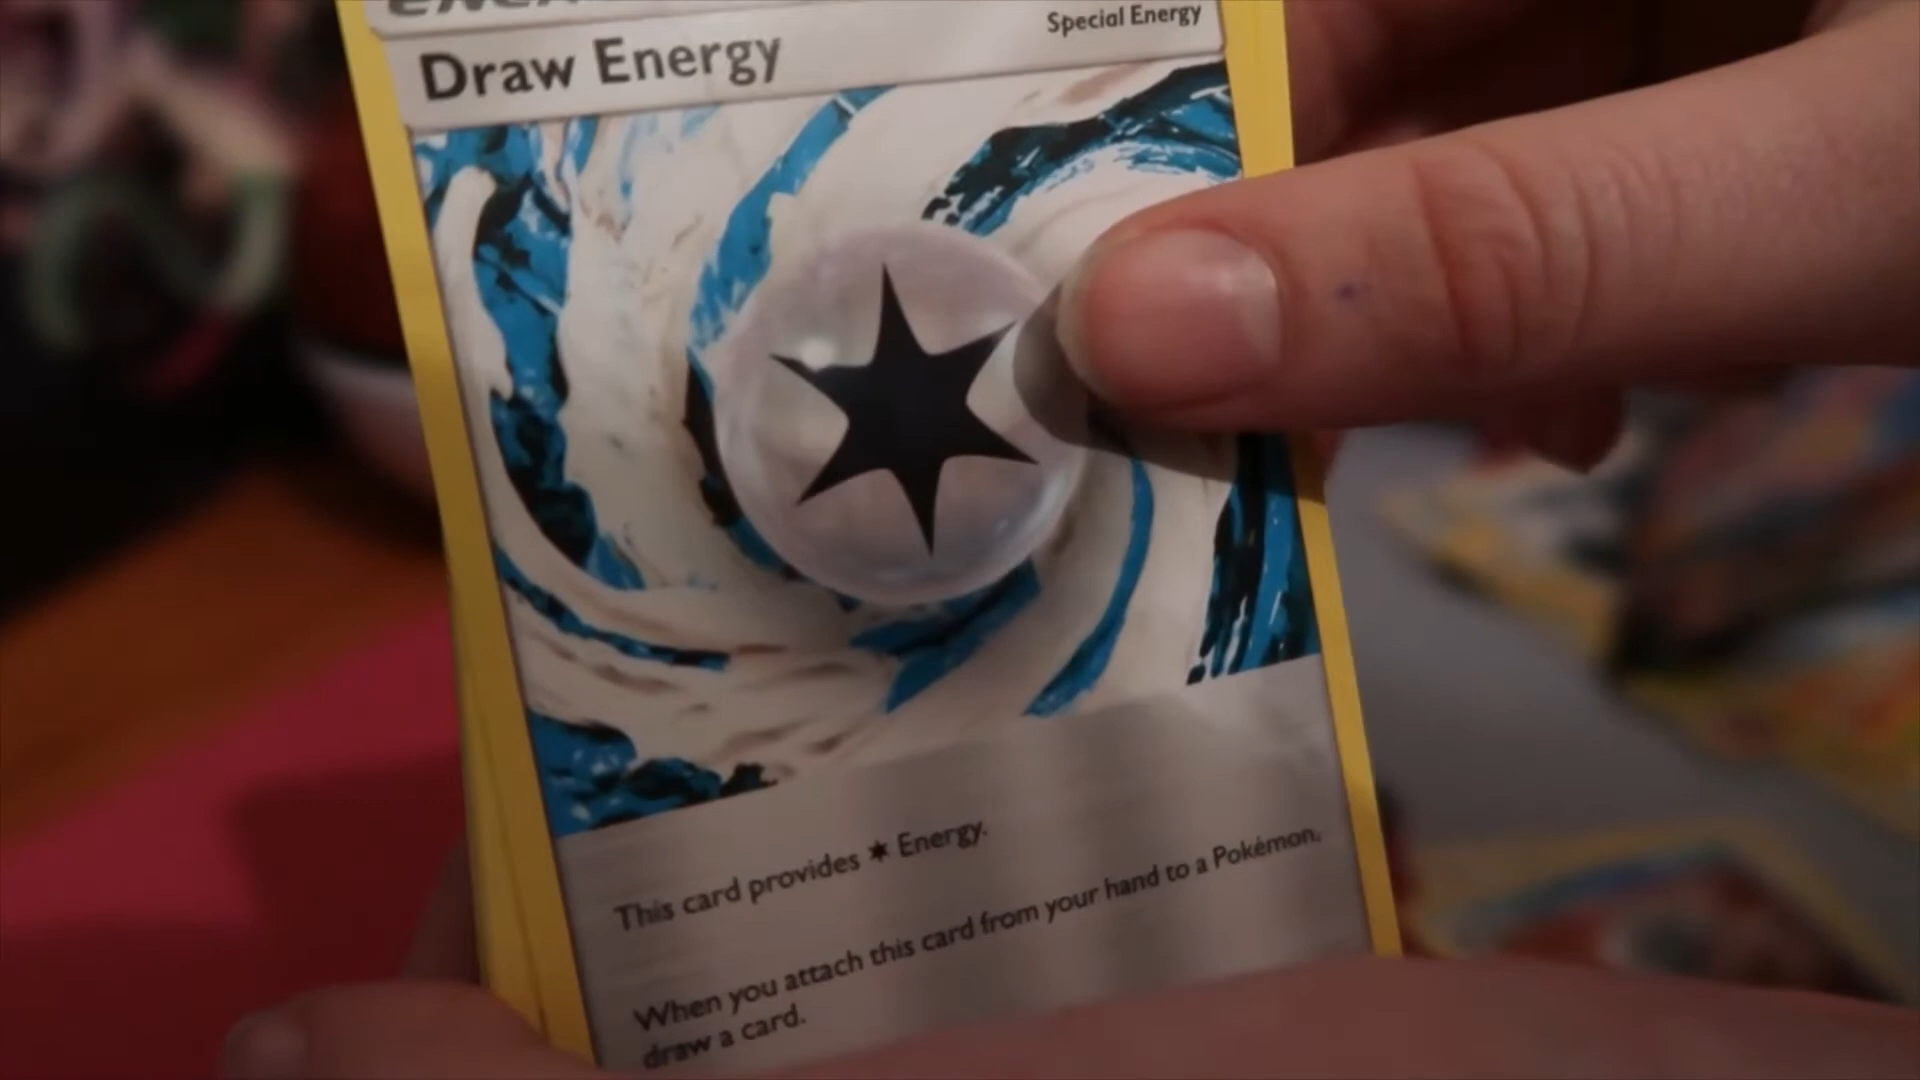 Special Energy
Draw Energy
This card provides Energy.
When you attach this card from your hand to a Pokémon,
draw a card.